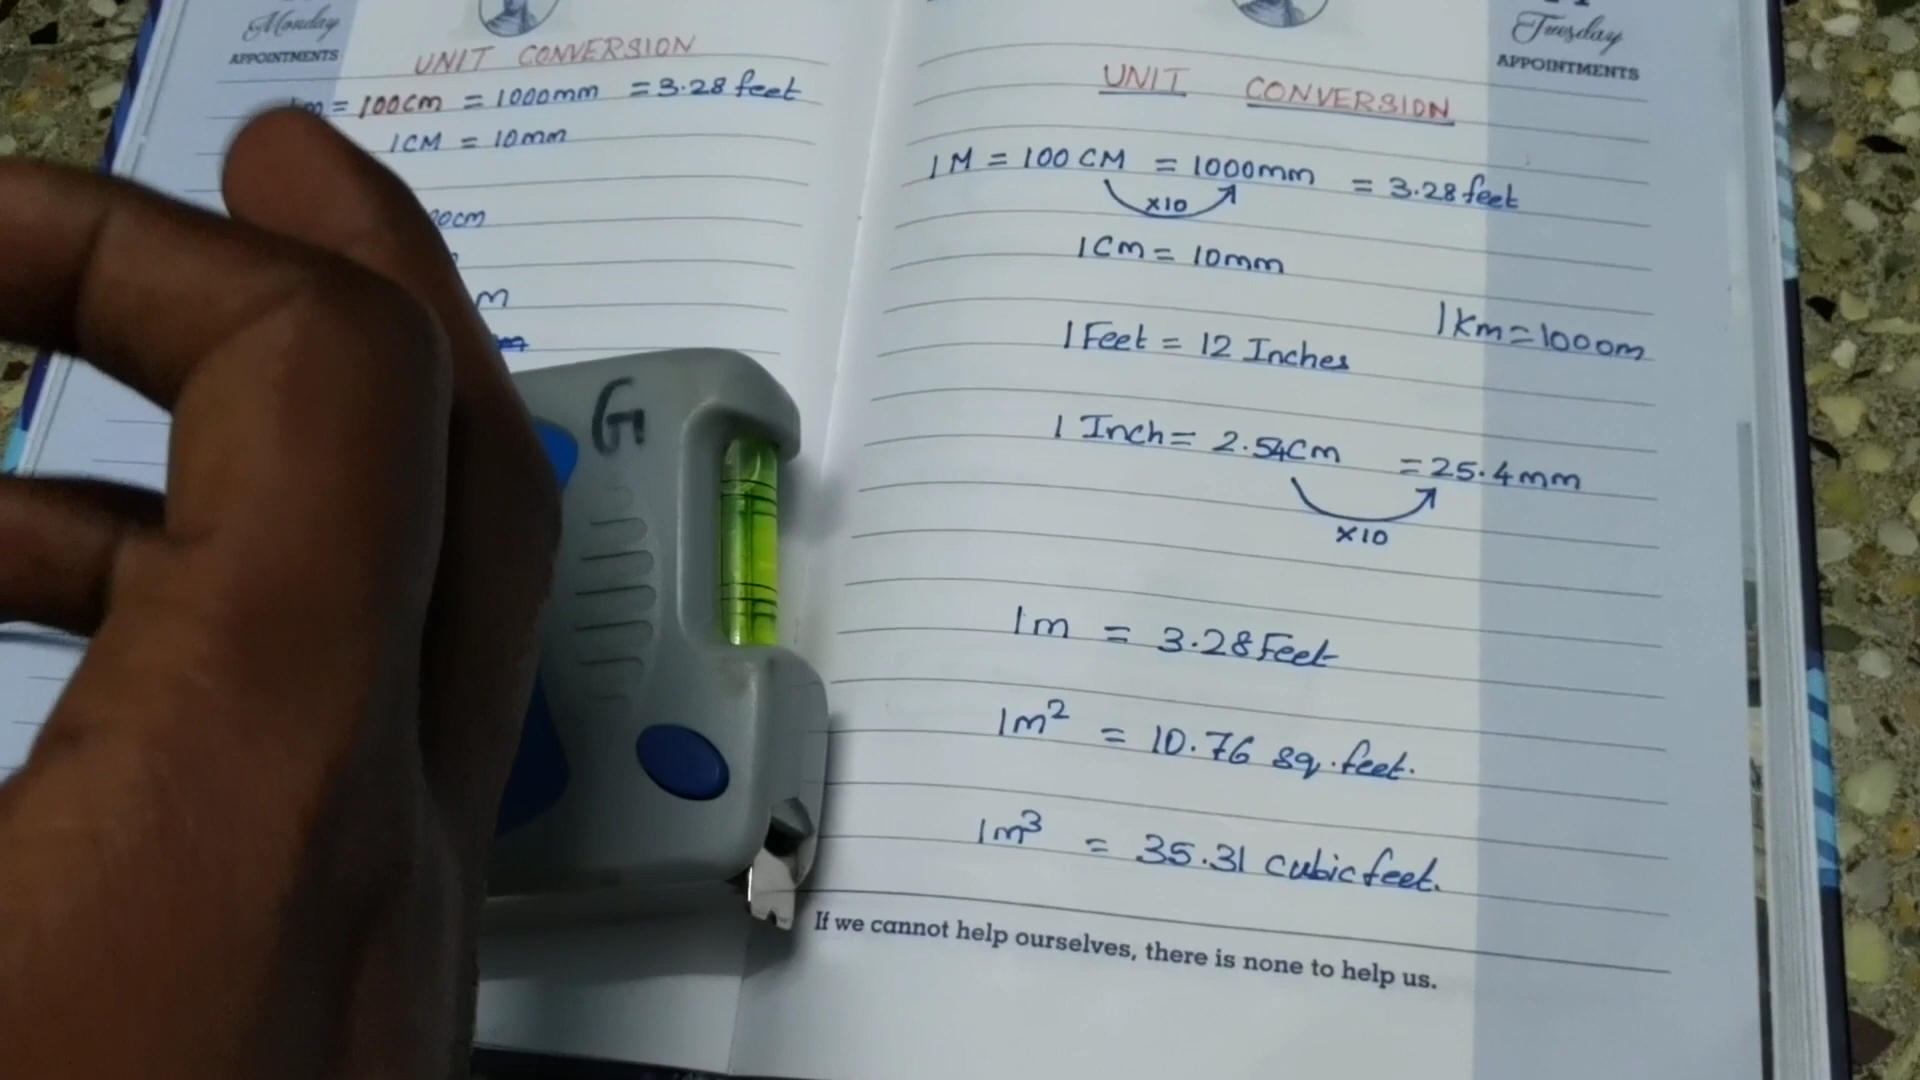 Monday
APPOINTMENTS
UNIT CONVERSION
= 100cm = 1000mm = 3.28 feet
1CM = 10mm
Tuesday
APPOINTMENTS
UNIT CONVERSION
1M = 100 CM = 1000mm = 3.28 feet
x10
1Cm = 10mm
1Km = 1000m
1 Feet = 12 Inches
1 Inch = 2.54Cm = 25.4mm
x10
1m = 3.28 Feet
1m² = 10.76 sq.feet.
1m³ = 35.31 cubic feet.
If we cannot help ourselves, there is none to help us.
G